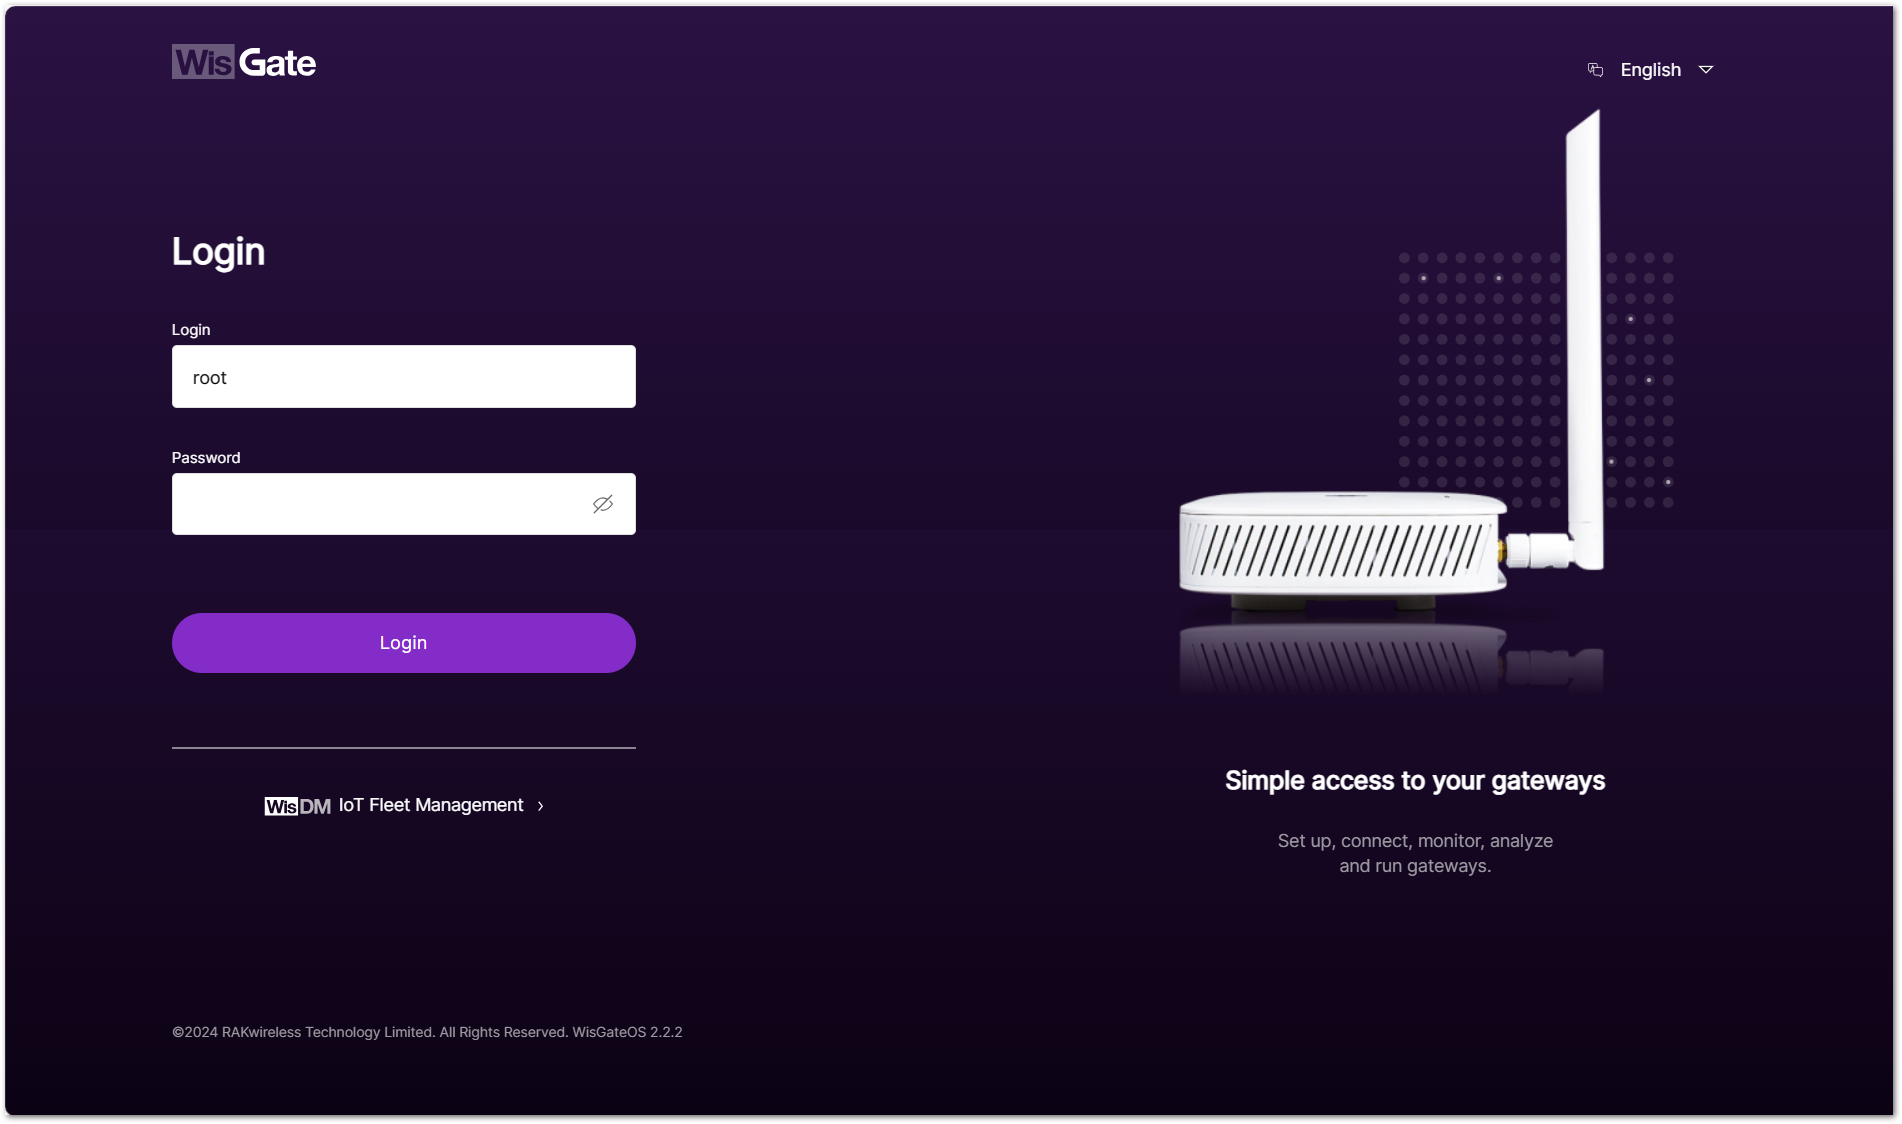 WisGate
English
Login
Login
root
Password
Login
WisDM IoT Fleet Management
Simple access to your gateways
Set up, connect, monitor, analyze
and run gateways.
©2024 RAKwireless Technology Limited. All Rights Reserved. WisGateOS 2.2.2